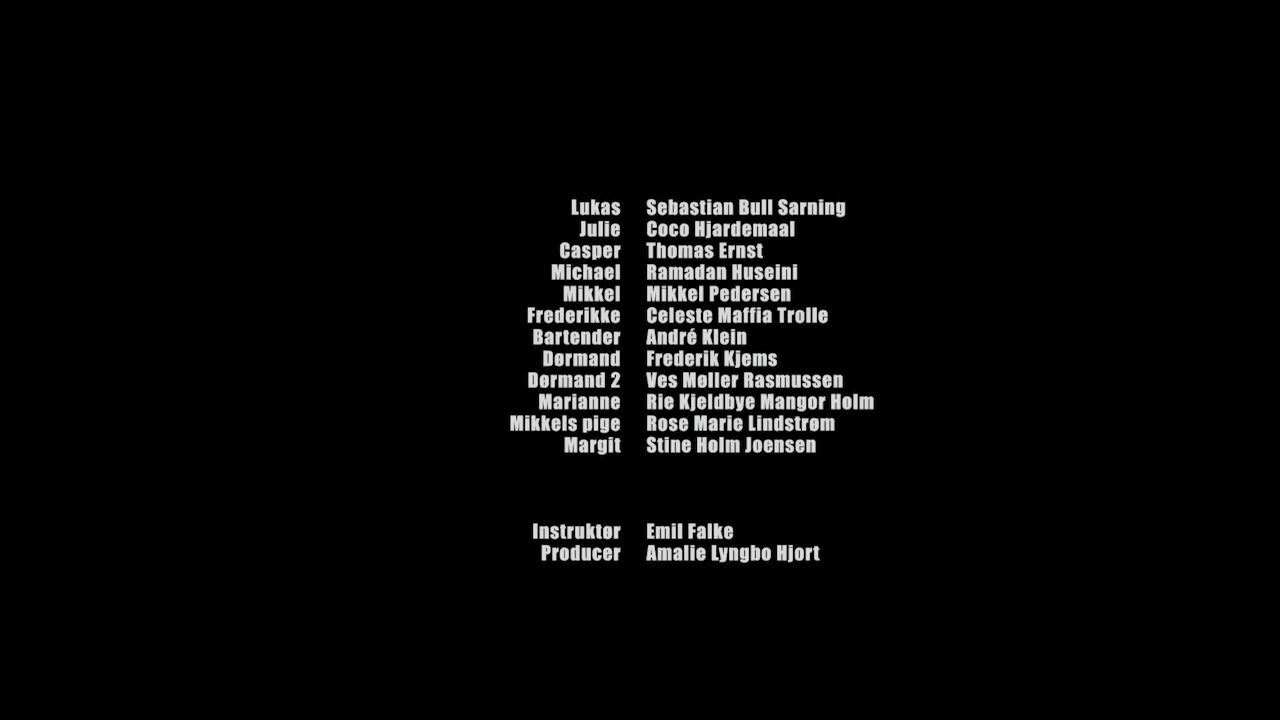 Lukas Sebastian Bull Sarning
Julie Coco Hjardemaal
Casper Thomas Ernst
Michael Ramadan Huseini
Mikkel Mikkel Pedersen
Frederikke Celeste Maffia Trolle
Bartender André Klein
Dørmand Frederik Kjems
Dørmand 2 Ves Møller Rasmussen
Marianne Rie Kjeldbye Mangor Holm
Mikkels pige Rose Marie Lindstrøm
Margit Stine Holm Joensen
Instruktør Emil Falke
Producer Amalie Lyngbo Hjort